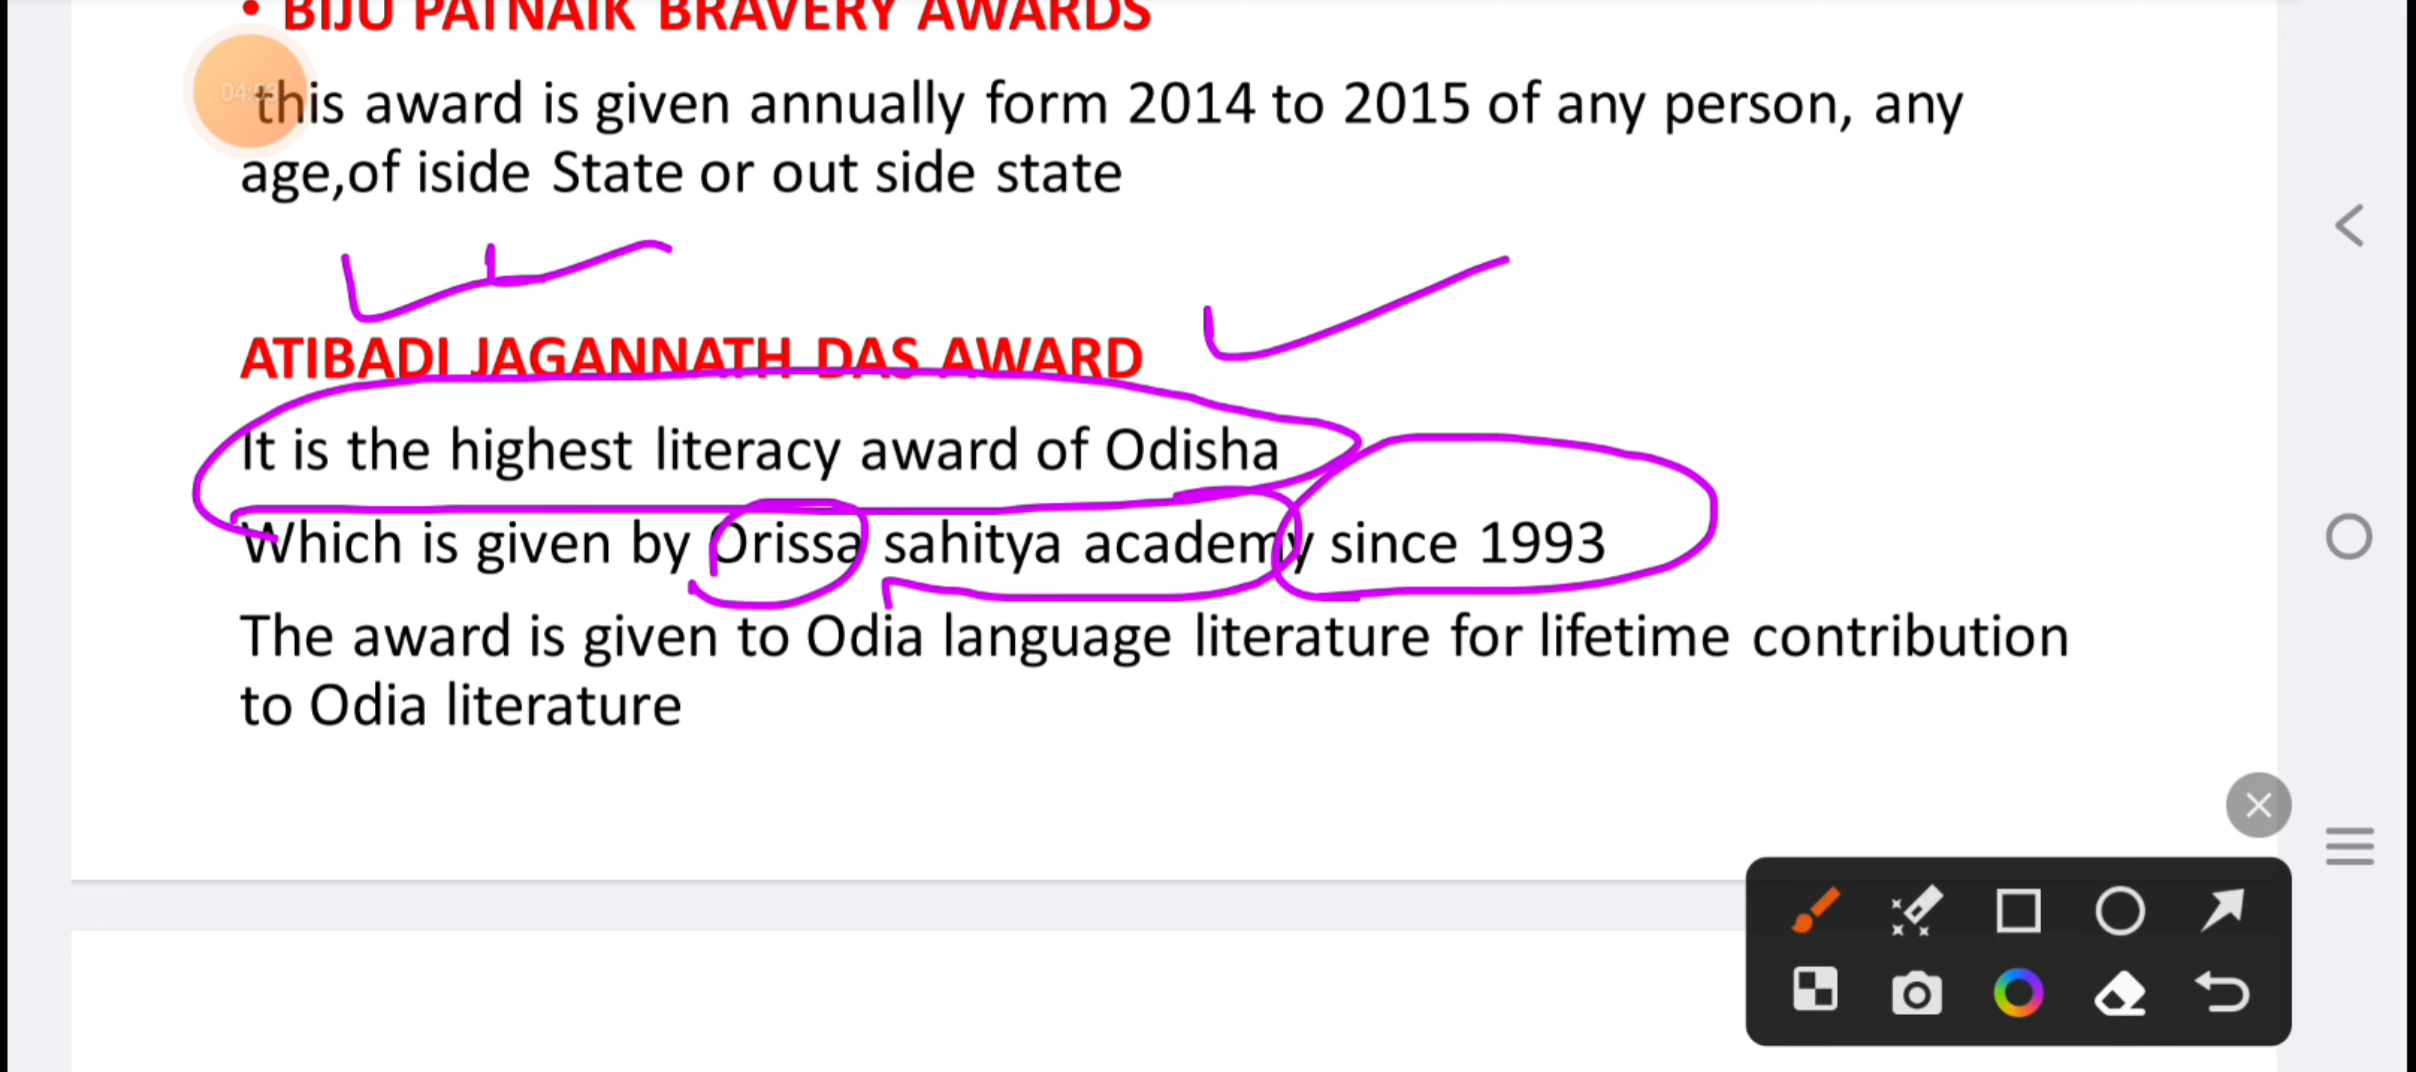 • BIJU PATNAIK BRAVERY AWARDS
this award is given annually form 2014 to 2015 of any person, any
age,of iside State or out side state
ATIBADI JAGANNATH DAS AWARD
It is the highest literacy award of Odisha
Which is given by Orissa sahitya academy since 1993
The award is given to Odia language literature for lifetime contribution
to Odia literature